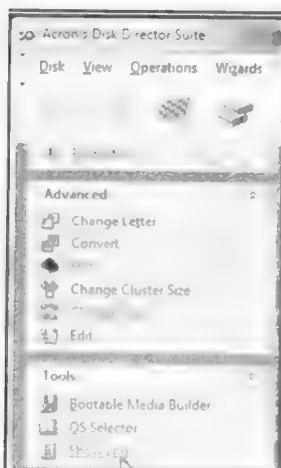 Acronis Disk Director Suite
Disk View Operations Wizards
Advanced
Change Letter
Convert
Change Cluster Size
Edit
Tools
Bootable Media Builder
OS Selector